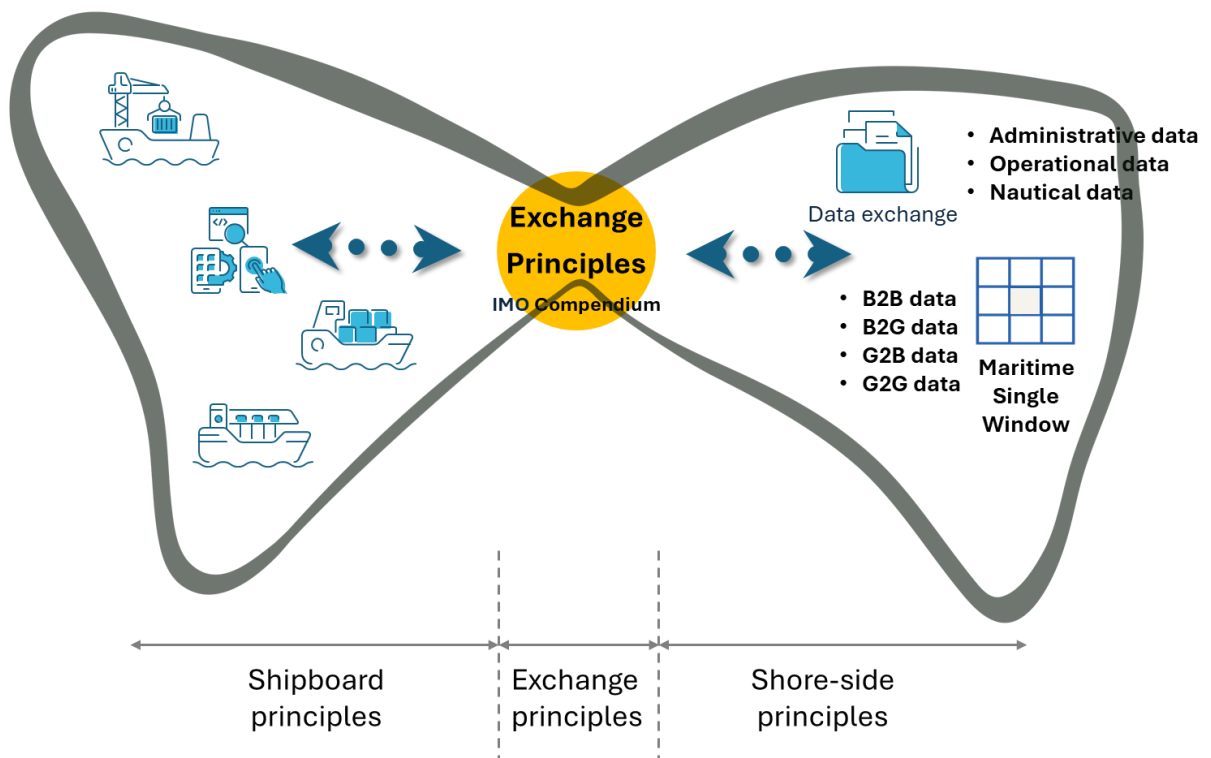 Exchange
Principles
IMO Compendium
Data exchange
• Administrative data
• Operational data
• Nautical data
• B2B data
• B2G data
• G2B data
• G2G data
Maritime
Single
Window
</>
Shipboard
principles
Exchange
principles
Shore-side
principles